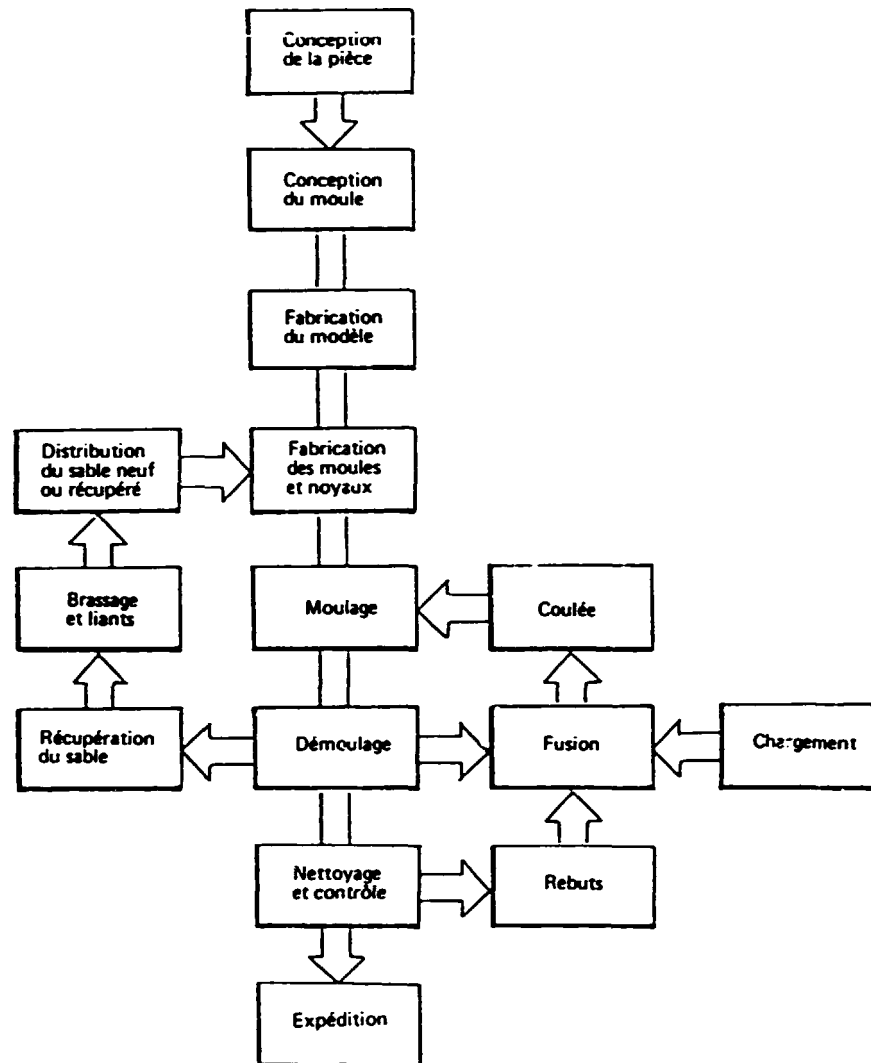 Conception
de la pièce
Conception
du moule
Fabrication
du modèle
Distribution
du sable neuf
ou récupéré
Fabrication
des moules
et noyaux
Brassage
et liants
Moulage
Coulée
Récupération
du sable
Démoulage
Fusion
Chargement
Nettoyage
et contrôle
Rebuts
Expédition